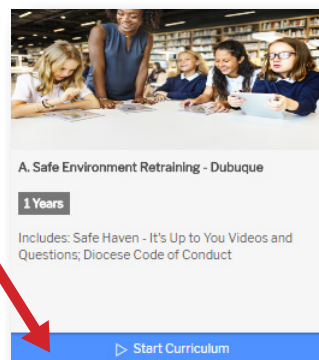 A. Safe Environment Retraining - Dubuque
1 Years
Includes: Safe Haven - It's Up to You Videos and
Questions; Diocese Code of Conduct
Start Curriculum